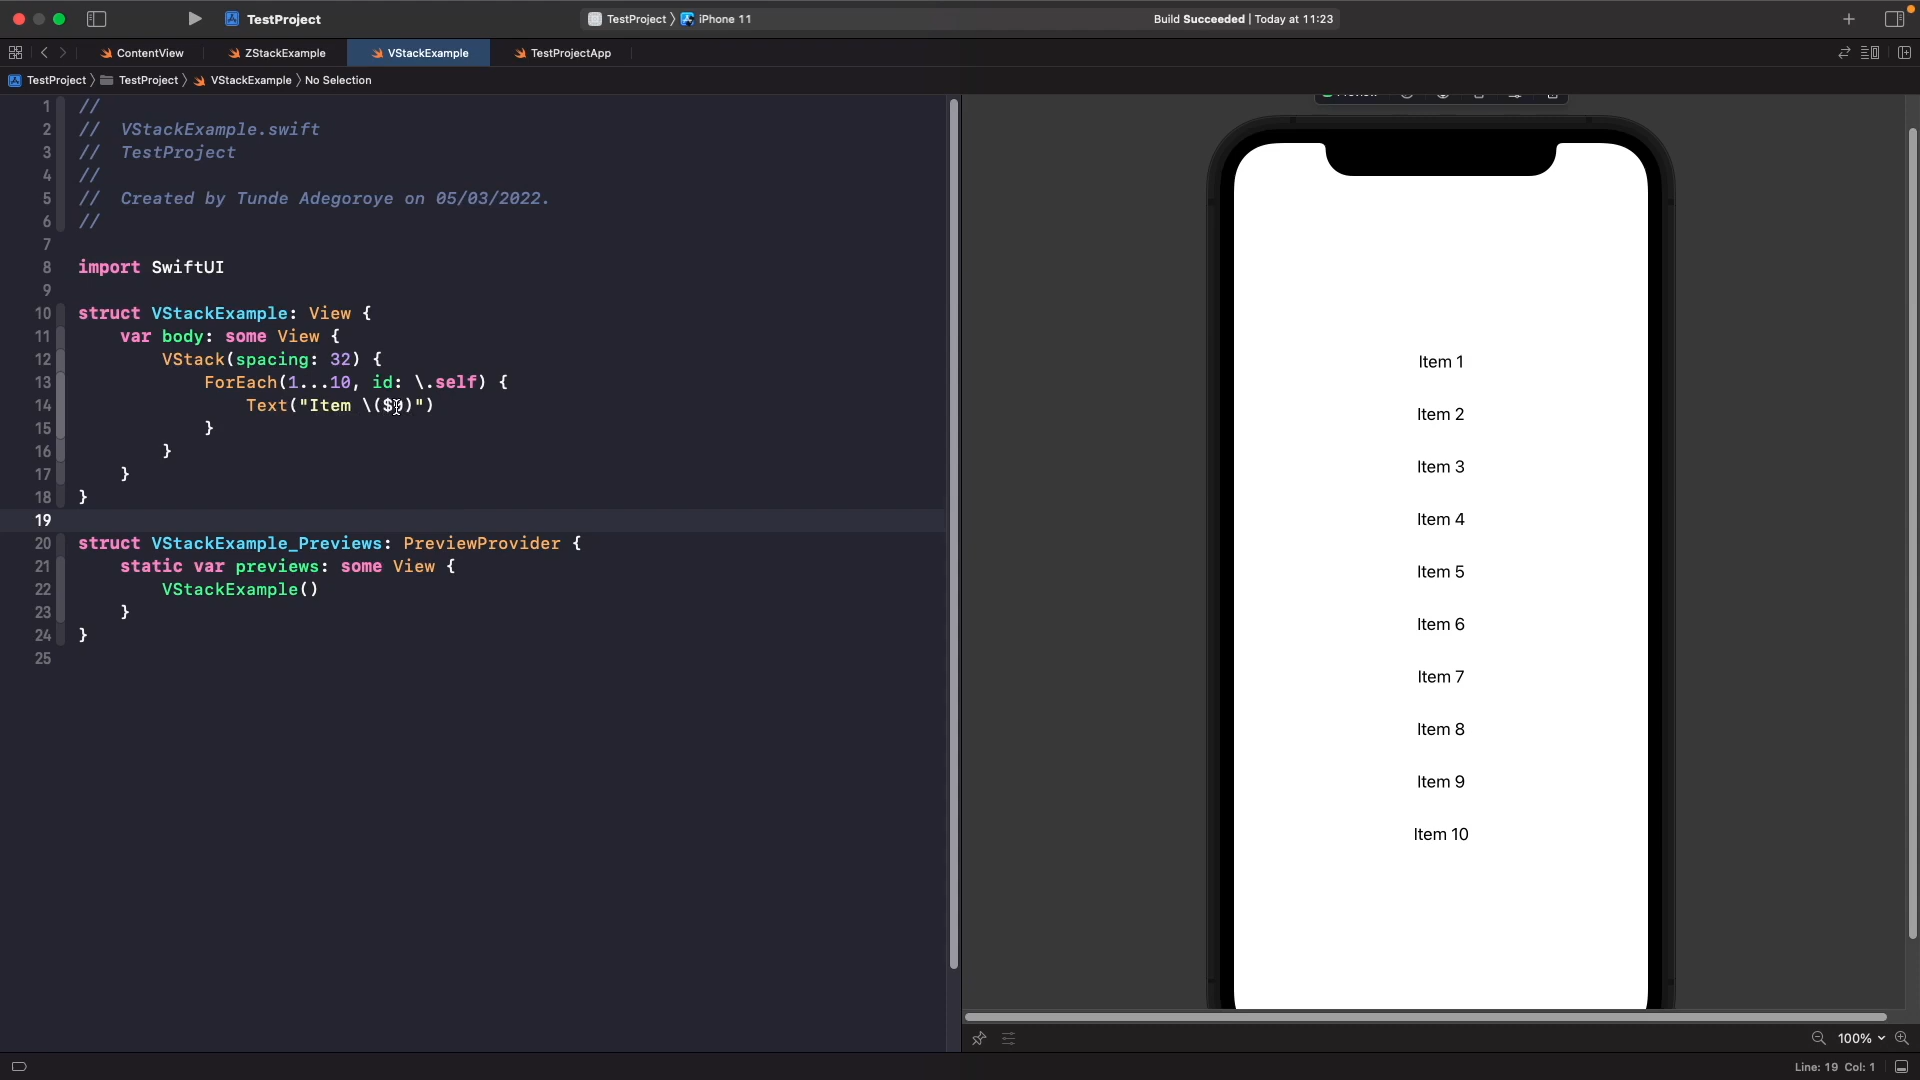 TestProject
TestProject 〉 iPhone 11
Build Succeeded | Today at 11:23
ContentView
ZStackExample
VStackExample
TestProjectApp
TestProject 〉 TestProject 〉 VStackExample 〉 No Selection
1 //
2 //  VStackExample.swift
3 //  TestProject
4 //
5 //  Created by Tunde Adegoroye on 05/03/2022.
6 //
7
8 import SwiftUI
9
10 struct VStackExample: View {
11     var body: some View {
12         VStack(spacing: 32) {
13             ForEach(1...10, id: \.self) {
14                 Text("Item \($0)")
15             }
16         }
17     }
18 }
19
20 struct VStackExample_Previews: PreviewProvider {
21     static var previews: some View {
22         VStackExample()
23     }
24 }
25
Item 1
Item 2
Item 3
Item 4
Item 5
Item 6
Item 7
Item 8
Item 9
Item 10
100%
Line: 19 Col: 1